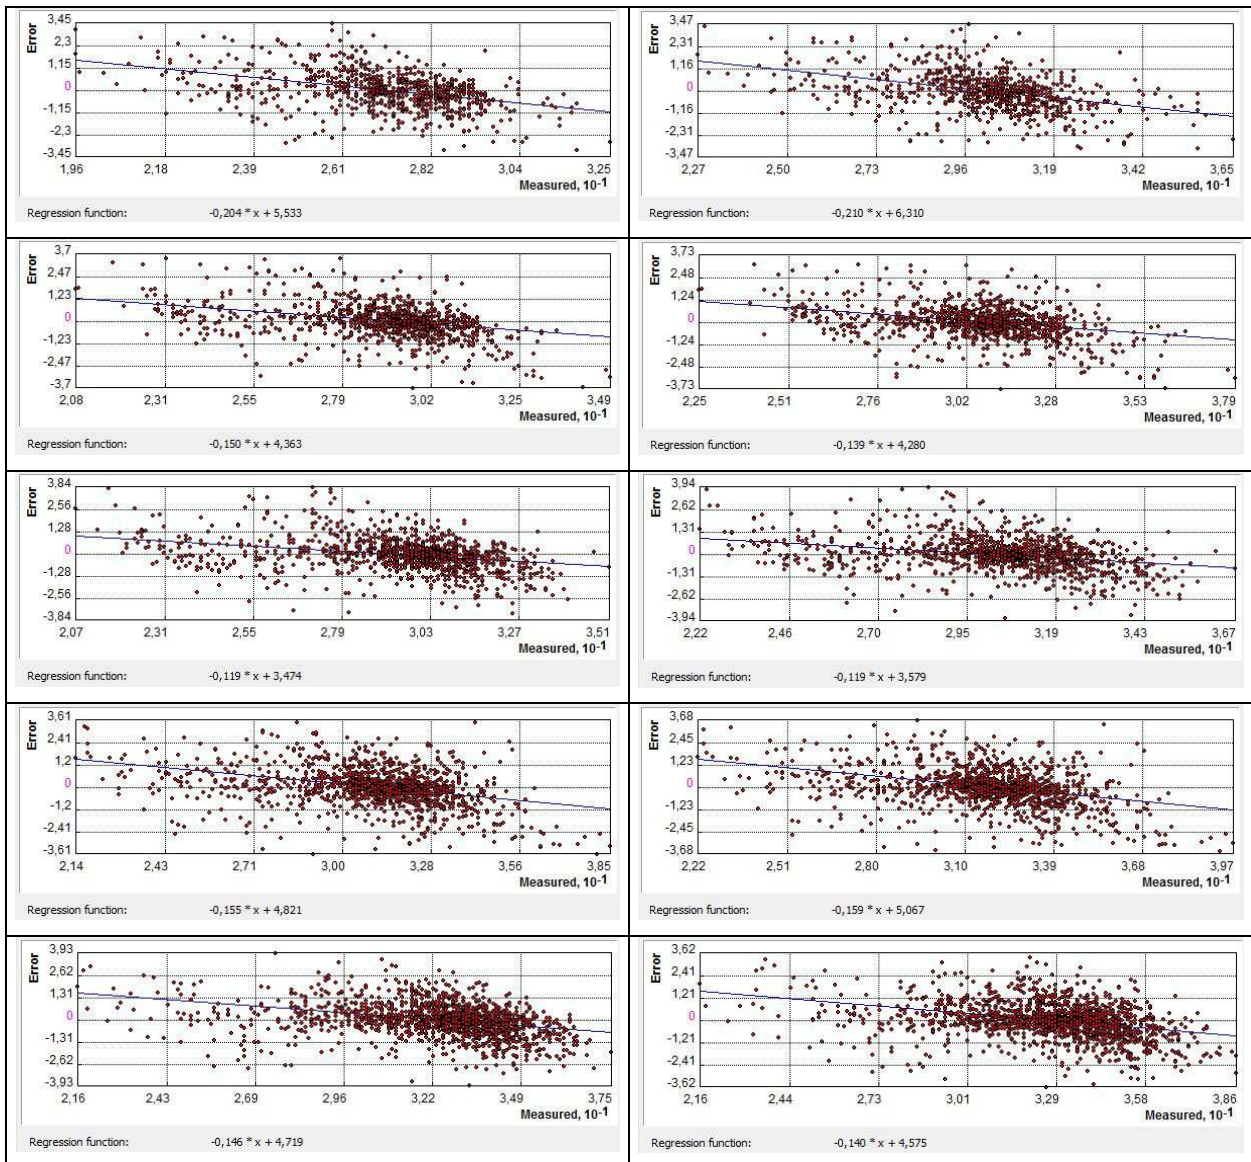 Error
3,45
2,3
1,15
0
-1,15
-2,3
-3,45
1,96 2,18 2,39 2,61 2,82 3,04 3,25
Measured, 10-1
Regression function: -0,204 * x + 5,533
Error
3,47
2,31
1,16
0
-1,16
-2,31
-3,47
2,27 2,50 2,73 2,96 3,19 3,42 3,65
Measured, 10-1
Regression function: -0,210 * x + 6,310
Error
3,7
2,47
1,23
0
-1,23
-2,47
-3,7
2,08 2,31 2,55 2,79 3,02 3,25 3,49
Measured, 10-1
Regression function: -0,150 * x + 4,363
Error
3,73
2,48
1,24
0
-1,24
-2,48
-3,73
2,25 2,51 2,76 3,02 3,28 3,53 3,79
Measured, 10-1
Regression function: -0,139 * x + 4,280
Error
3,84
2,56
1,28
0
-1,28
-2,56
-3,84
2,07 2,31 2,55 2,79 3,03 3,27 3,51
Measured, 10-1
Regression function: -0,119 * x + 3,474
Error
3,94
2,62
1,31
0
-1,31
-2,62
-3,94
2,22 2,46 2,70 2,95 3,19 3,43 3,67
Measured, 10-1
Regression function: -0,119 * x + 3,579
Error
3,61
2,41
1,2
0
-1,2
-2,41
-3,61
2,14 2,43 2,71 3,00 3,28 3,56 3,85
Measured, 10-1
Regression function: -0,155 * x + 4,821
Error
3,68
2,45
1,23
0
-1,23
-2,45
-3,68
2,22 2,51 2,80 3,10 3,39 3,68 3,97
Measured, 10-1
Regression function: -0,159 * x + 5,067
Error
3,93
2,62
1,31
0
-1,31
-2,62
-3,93
2,16 2,43 2,69 2,96 3,22 3,49 3,75
Measured, 10-1
Regression function: -0,146 * x + 4,719
Error
3,62
2,41
1,21
0
-1,21
-2,41
-3,62
2,16 2,44 2,73 3,01 3,29 3,58 3,86
Measured, 10-1
Regression function: -0,140 * x + 4,575